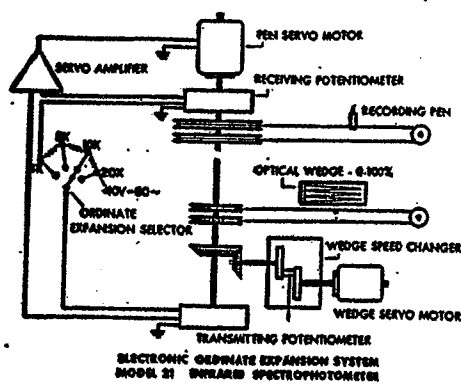 PEN SERVO MOTOR
SERVO AMPLIFIER
RECEIVING POTENTIOMETER
RECORDING PEN
5X
10X
20X
40V-60~
OPTICAL WEDGE - 0-100%
ORDINATE
EXPANSION SELECTOR
WEDGE SPEED CHANGER
WEDGE SERVO MOTOR
TRANSMITTING POTENTIOMETER
ELECTRONIC ORDINATE EXPANSION SYSTEM
MODEL 21 INFRARED SPECTROPHOTOMETER